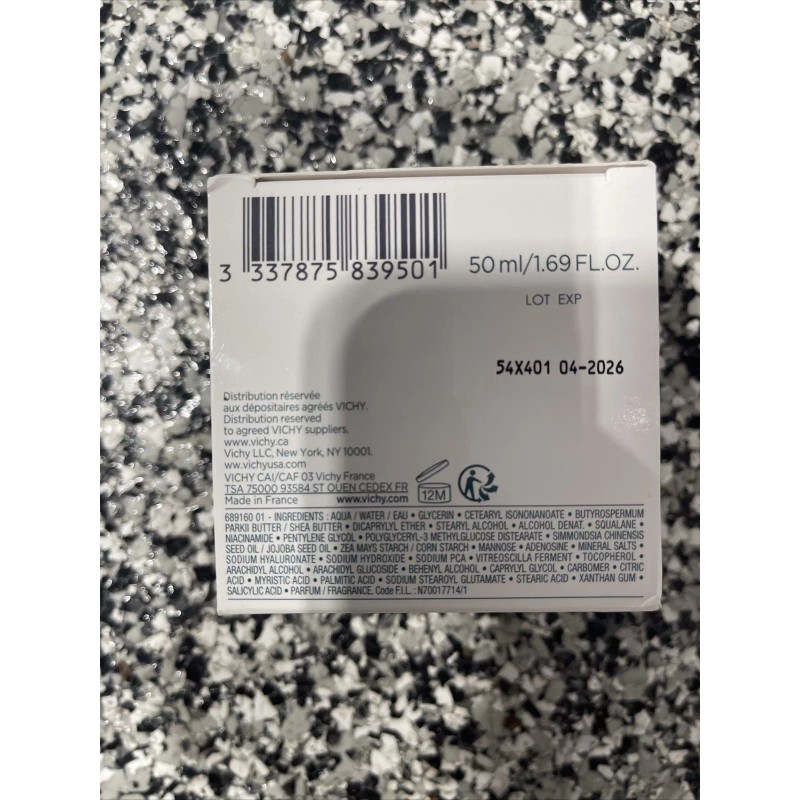 3 337875 839501
50 ml/1.69 FL.OZ.
LOT EXP
54X401 04-2026
Distribution réservée
aux dépositaires agréés VICHY.
Distribution reserved
to agreed VICHY suppliers.
www.vichy.ca
Vichy LLC, New York, NY 10001.
ww.vichyusa.com
VICHY CAI/CAF 03 Vichy France
TSA 75000 93584 ST OUEN CEDEX FR
Made in France www.vichy.com
12M
689160 01 - INGREDIENTS : AQUA / WATER / EAU • GLYCERIN • CETEARYL ISONONANOATE • BUTYROSPERMUM
PARKII BUTTER / SHEA BUTTER • DICAPRYLYL ETHER • STEARYL ALCOHOL • ALCOHOL DENAT. • SQUALANE •
NIACINAMIDE • PENTYLENE GLYCOL • POLYGLYCERYL-3 METHYLGLUCOSE DISTEARATE • SIMMONDSIA CHINENSIS
SEED OIL / JOJOBA SEED OIL • ZEA MAYS STARCH / CORN STARCH • MANNOSE • ADENOSINE • MINERAL SALTS •
SODIUM HYALURONATE • SODIUM HYDROXIDE • SODIUM PCA • VITREOSCILLA FERMENT • TOCOPHEROL •
ARACHIDYL ALCOHOL • ARACHIDYL GLUCOSIDE • BEHENYL ALCOHOL • CAPRYLYL GLYCOL • CARBOMER • CITRIC
ACID • MYRISTIC ACID • PALMITIC ACID • SODIUM STEAROYL GLUTAMATE • STEARIC ACID • XANTHAN GUM •
SALICYLIC ACID • PARFUM / FRAGRANCE. Code F.I.L. : N70017714/1